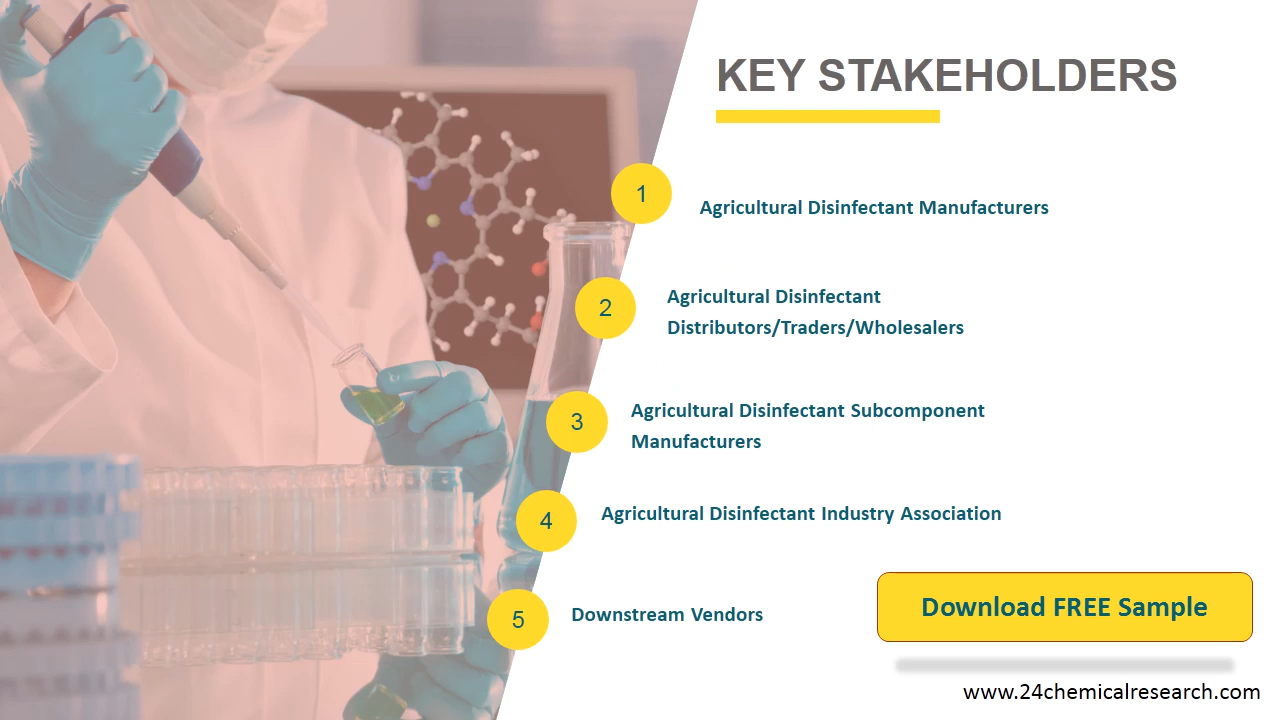 KEY STAKEHOLDERS
1
Agricultural Disinfectant Manufacturers
2
Agricultural Disinfectant
Distributors/Traders/Wholesalers
3
Agricultural Disinfectant Subcomponent
Manufacturers
4
Agricultural Disinfectant Industry Association
5
Downstream Vendors
Download FREE Sample
www.24chemicalresearch.com